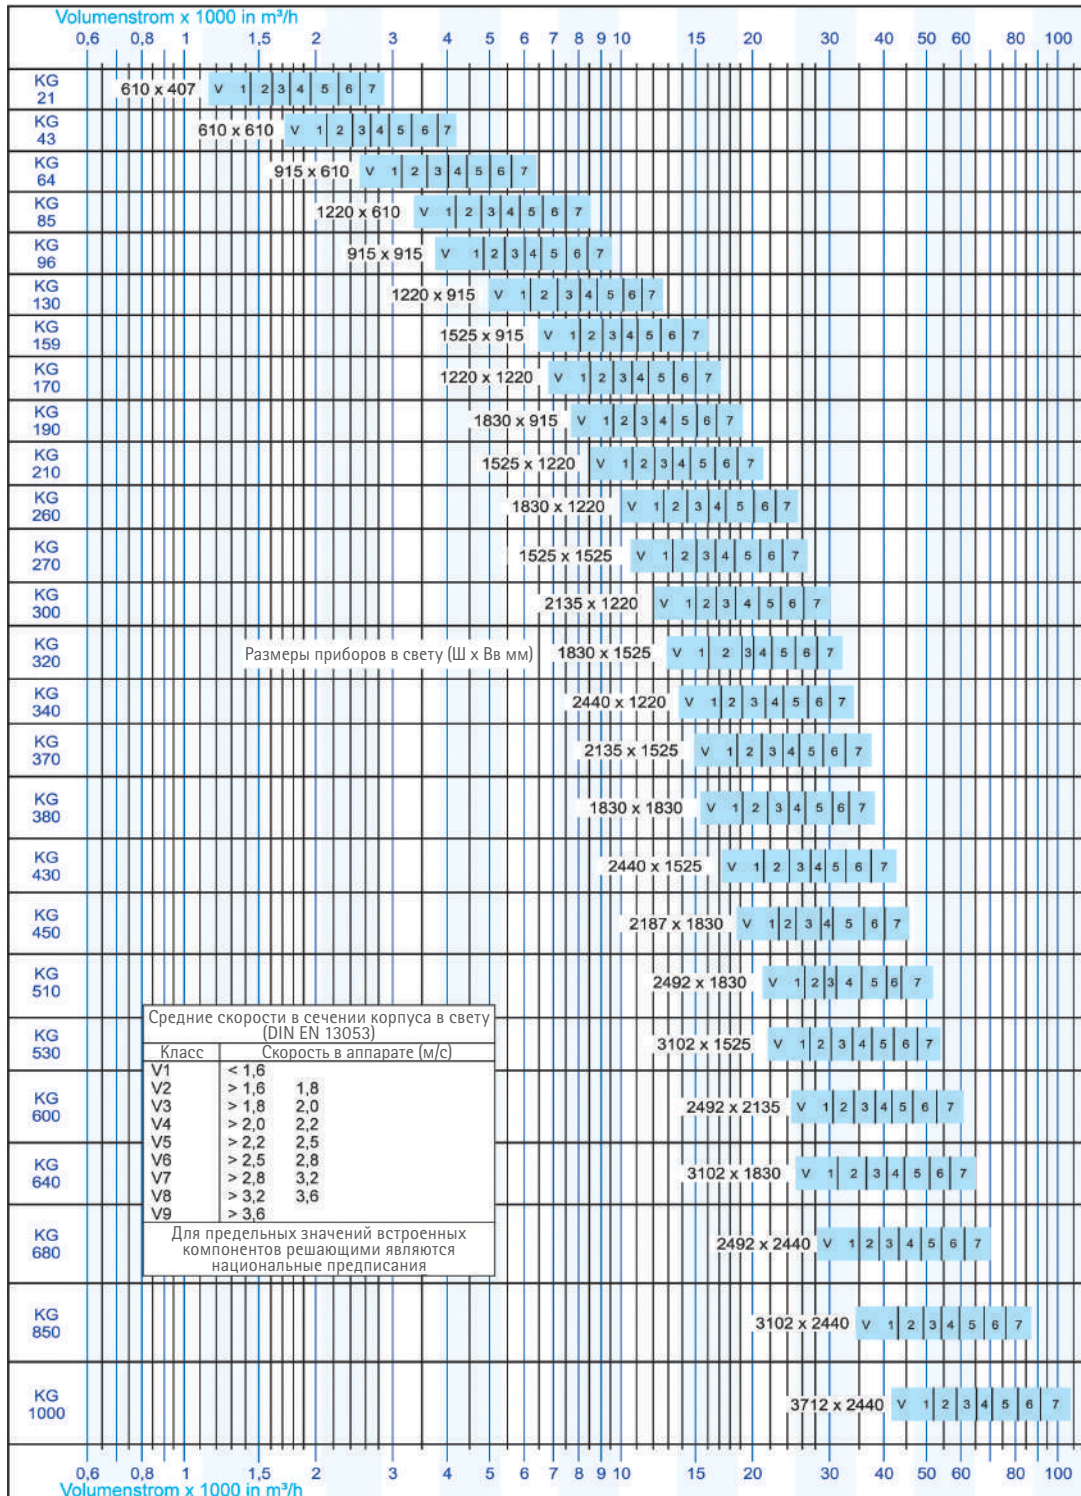 Volumenstrom x 1000 in m³/h
0,6 0,8 1 1,5 2 3 4 5 6 7 8 9 10 15 20 30 40 50 60 80 100
KG 21 610 x 407 V 1 2 3 4 5 6 7
KG 43 610 x 610 V 1 2 3 4 5 6 7
KG 64 915 x 610 V 1 2 3 4 5 6 7
KG 85 1220 x 610 V 1 2 3 4 5 6 7
KG 96 915 x 915 V 1 2 3 4 5 6 7
KG 130 1220 x 915 V 1 2 3 4 5 6 7
KG 159 1525 x 915 V 1 2 3 4 5 6 7
KG 170 1220 x 1220 V 1 2 3 4 5 6 7
KG 190 1830 x 915 V 1 2 3 4 5 6 7
KG 210 1525 x 1220 V 1 2 3 4 5 6 7
KG 260 1830 x 1220 V 1 2 3 4 5 6 7
KG 270 1525 x 1525 V 1 2 3 4 5 6 7
KG 300 2135 x 1220 V 1 2 3 4 5 6 7
KG 320 Размеры приборов в свету (Ш x Вв мм) 1830 x 1525 V 1 2 3 4 5 6 7
KG 340 2440 x 1220 V 1 2 3 4 5 6 7
KG 370 2135 x 1525 V 1 2 3 4 5 6 7
KG 380 1830 x 1830 V 1 2 3 4 5 6 7
KG 430 2440 x 1525 V 1 2 3 4 5 6 7
KG 450 2187 x 1830 V 1 2 3 4 5 6 7
KG 510 2492 x 1830 V 1 2 3 4 5 6 7
KG 530 3102 x 1525 V 1 2 3 4 5 6 7
KG 600 2492 x 2135 V 1 2 3 4 5 6 7
KG 640 3102 x 1830 V 1 2 3 4 5 6 7
KG 680 2492 x 2440 V 1 2 3 4 5 6 7
KG 850 3102 x 2440 V 1 2 3 4 5 6 7
KG 1000 3712 x 2440 V 1 2 3 4 5 6 7
Средние скорости в сечении корпуса в свету
(DIN EN 13053)
Класс Скорость в аппарате (м/с)
V1 < 1,6
V2 > 1,6 1,8
V3 > 1,8 2,0
V4 > 2,0 2,2
V5 > 2,2 2,5
V6 > 2,5 2,8
V7 > 2,8 3,2
V8 > 3,2 3,6
V9 > 3,6
Для предельных значений встроенных
компонентов решающими являются
национальные предписания
0,6 0,8 1 1,5 2 3 4 5 6 7 8 9 10 15 20 30 40 50 60 80 100
Volumenstrom x 1000 in m³/h